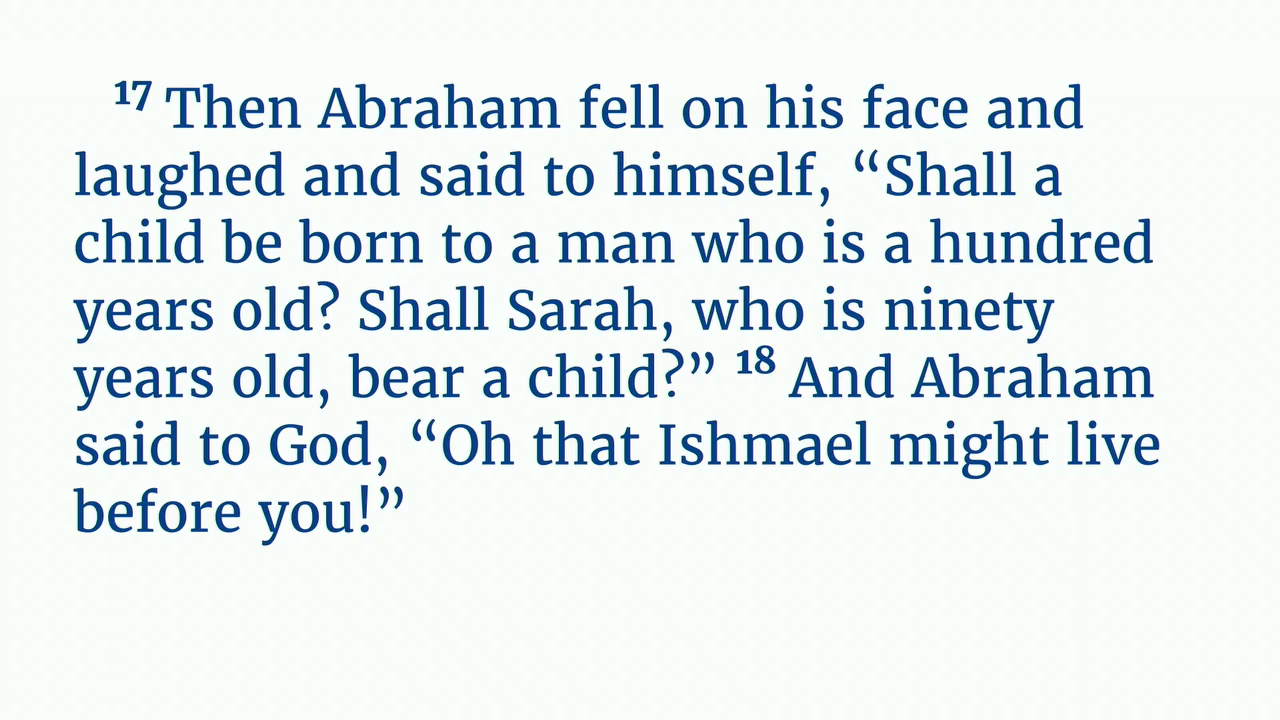 17 Then Abraham fell on his face and
laughed and said to himself, “Shall a
child be born to a man who is a hundred
years old? Shall Sarah, who is ninety
years old, bear a child?” 18 And Abraham
said to God, “Oh that Ishmael might live
before you!”